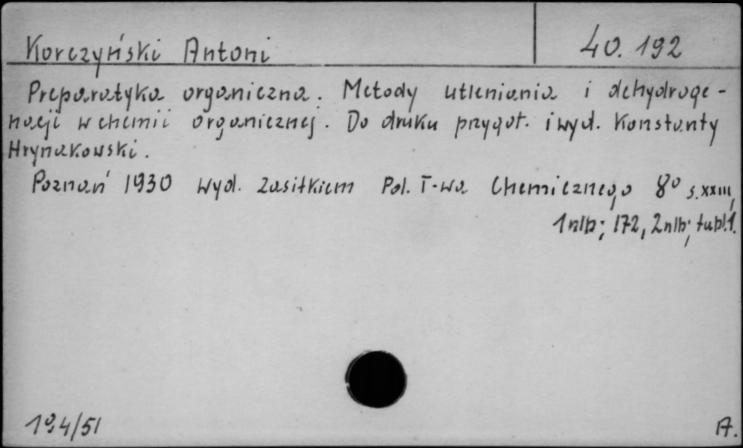 Korczyński Antoni
40.192
Preparatyka organiczna. Metody utleniania i dehydroge-
nacji w chemii organicznej. Do druku przygot. i wyd. Konstanty
Hrynakowski.
Poznań 1930 Wyd. zasiłkiem Pol. T-wa Chemicznego 8° s. XXIII,
1 nlb; 172, 2 nlb; tabl. 1.
194/51
A.